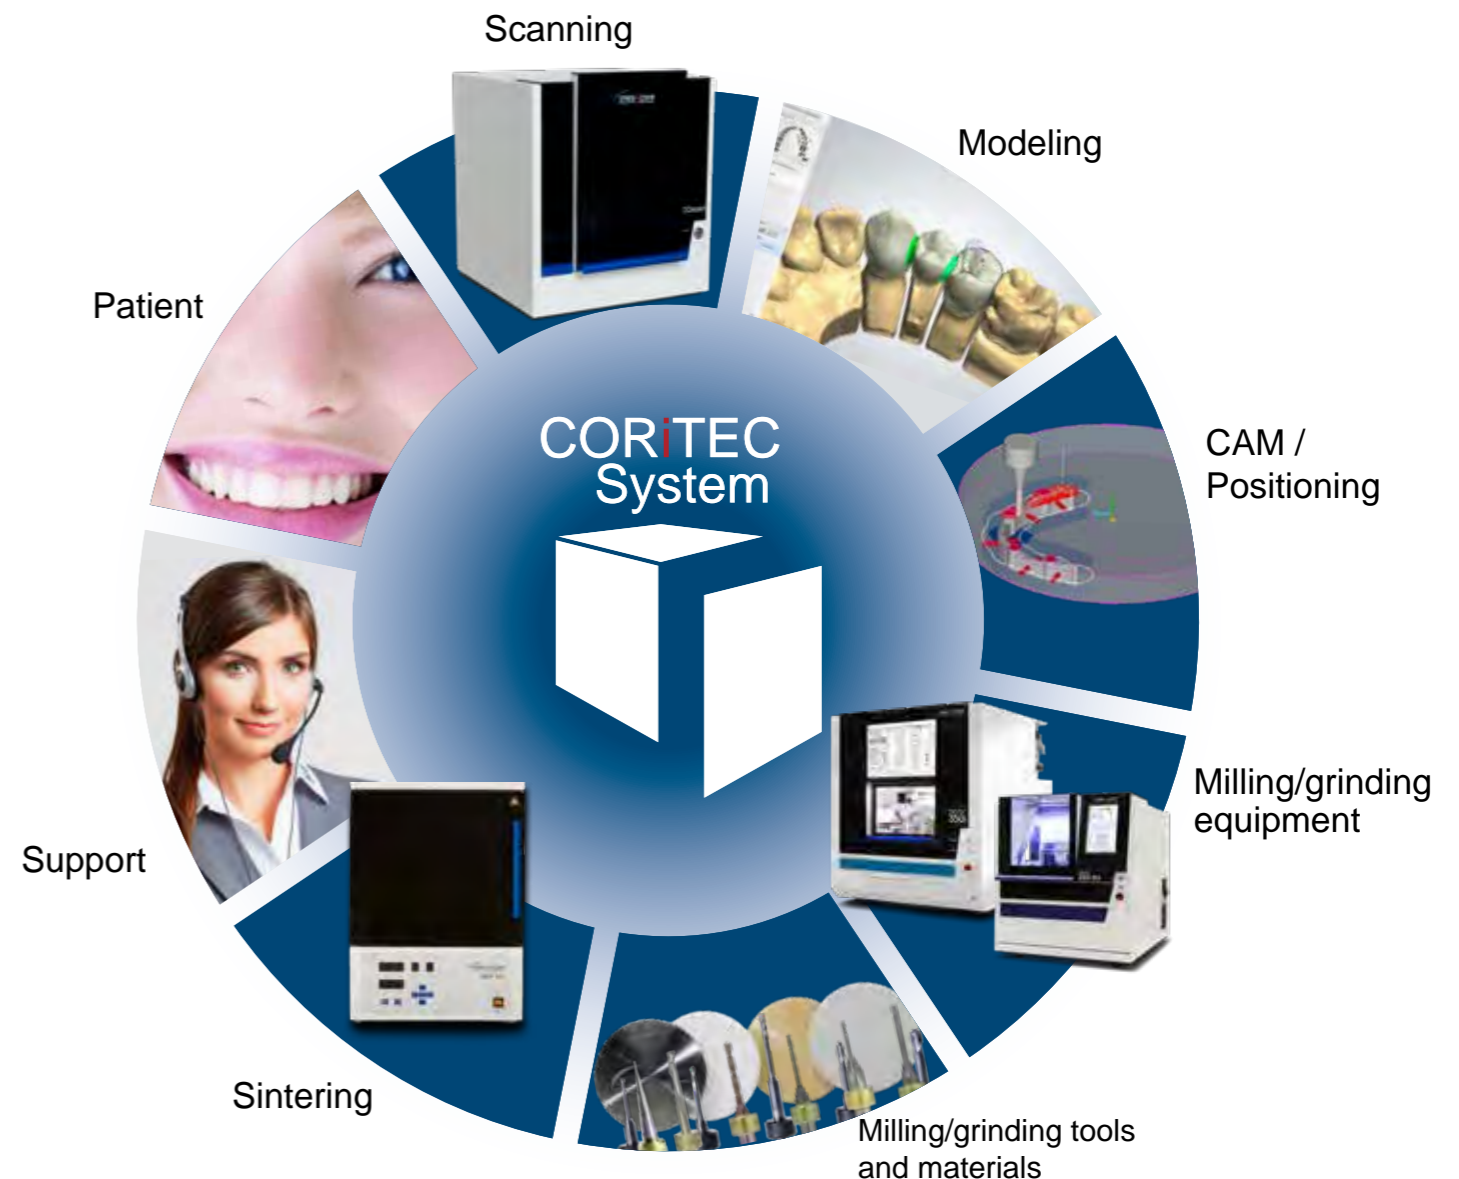 Scanning
Modeling
Patient
CORiTEC
System
CAM /
Positioning
Milling/grinding
equipment
Support
Sintering
Milling/grinding tools
and materials